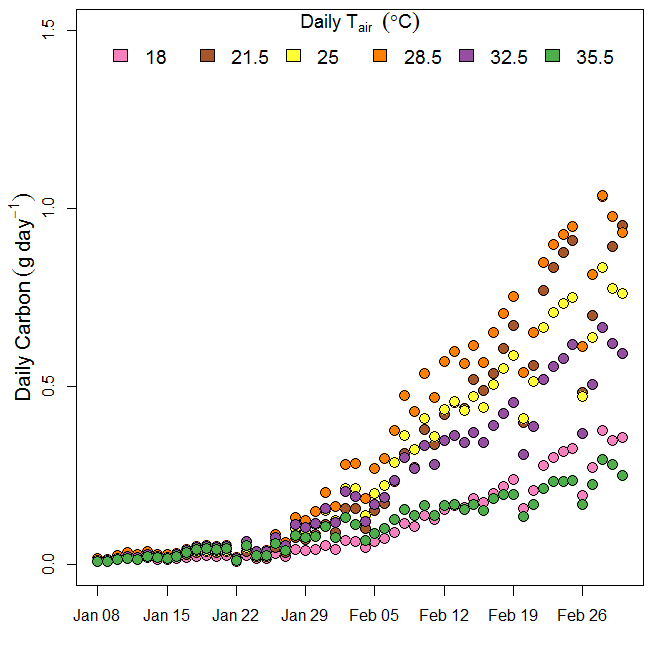 Daily T_air (°C)
18 21.5 25 28.5 32.5 35.5
Daily Carbon (g day⁻¹)
1.5
1.0
0.5
0.0
Jan 08 Jan 15 Jan 22 Jan 29 Feb 05 Feb 12 Feb 19 Feb 26